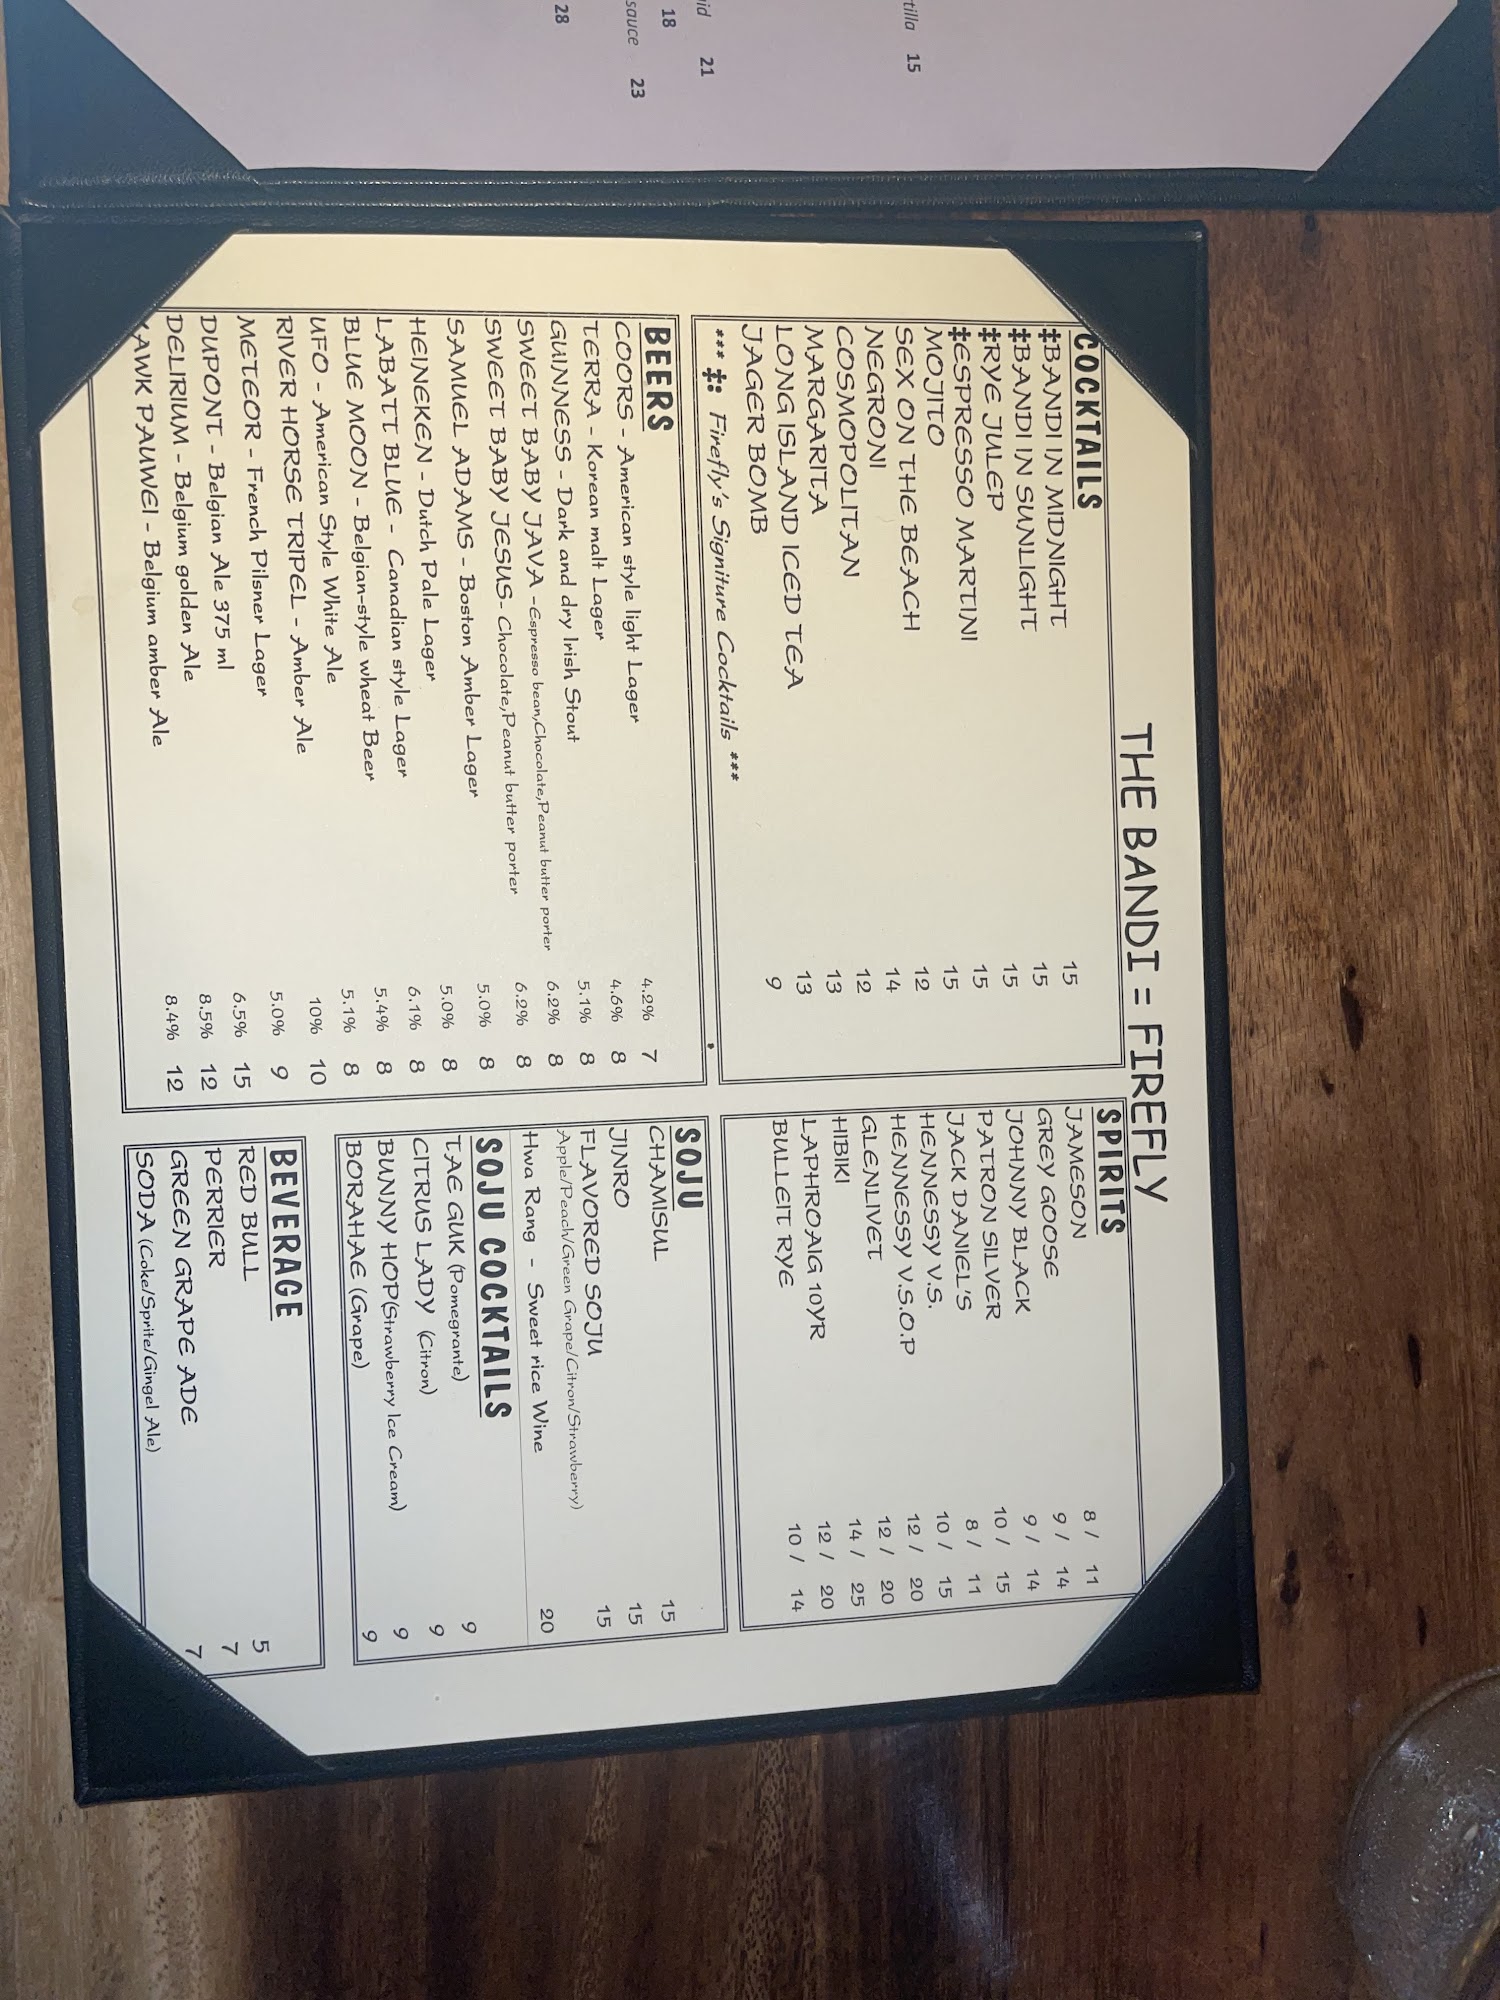 15
21
18
sauce 23
28
THE BANDI = FIREFLY
COCKTAILS
‡BANDI IN MIDNIGHT 15
‡BANDI IN SUNLIGHT 15
‡RYE JULEP 15
‡ESPRESSO MARTINI 15
MOJITO 15
SEX ON THE BEACH 12
NEGRONI 14
COSMOPOLITAN 12
MARGARITA 13
LONG ISLAND ICED TEA 13
JAGER BOMB 9
*** ‡: Firefly's Signiture Cocktails ***
BEERS
COORS - American style light Lager 4.2% 7
TERRA - Korean malt Lager 4.6% 8
GUINNESS - Dark and dry Irish Stout 5.1% 8
SWEET BABY JAVA -Espresso bean,Chocolate,Peanut butter porter 6.2% 8
SWEET BABY JESUS- Chocolate,Peanut butter porter 6.2% 8
SAMUEL ADAMS - Boston Amber Lager 5.0% 8
HEINEKEN - Dutch Pale Lager 5.0% 8
LABATT BLUE - Canadian style Lager 6.1% 8
BLUE MOON - Belgian-style wheat Beer 5.4% 8
UFO - American Style White Ale 5.1% 8
RIVER HORSE TRIPEL - Amber Ale 10% 10
METEOR - French Pilsner Lager 5.0% 9
DUPONT - Belgian Ale 375 ml 6.5% 15
DELIRIUM - Belgium golden Ale 8.5% 12
KAWK PAUWEl - Belgium amber Ale 8.4% 12
SPIRITS
JAMESON 8 / 11
GREY GOOSE 9 / 14
JOHNNY BLACK 9 / 14
PATRON SILVER 10 / 15
JACK DANIEL'S 8 / 11
HENNESSY V.S. 10 / 15
HENNESSY V.S.O.P 12 / 20
GLENLIVET 12 / 20
HIBIKI 14 / 25
LAPHROAIG 10YR 12 / 20
BULLEIT RYE 10 / 14
SOJU
CHAMISUL 15
JINRO 15
FLAVORED SOJU 15
Apple/Peach/Green Grape/Citron/Strawberry)
Hwa Rang - Sweet rice Wine 20
SOJU COCKTAILS
TAE GUK (Pomegrante) 9
CITRUS LADY (Citron) 9
BUNNY HOP(Strawberry Ice Cream) 9
BORAHAE (Grape) 9
BEVERAGE
RED BULL 5
PERRIER 7
GREEN GRAPE ADE 7
SODA (Coke/Sprite/Gingel Ale)